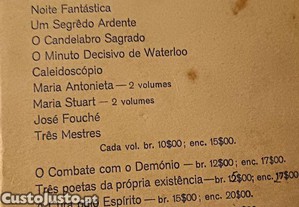 Noite Fantástica
Um Segrêdo Ardente
O Candelabro Sagrado
O Minuto Decisivo de Waterloo
Caleidoscópio
Maria Antonieta — 2 volumes
Maria Stuart — 2 volumes
José Fouché
Três Mestres
Cada vol. br. 10$00; enc. 15$00.
O Combate com o Demónio — br. 12$00; enc. 17$00.
Três poetas da própria existência — br. 15$00; enc. 17$00
pelo Espírito — br. 15$00; enc. 20$00.
CustoJusto.pt